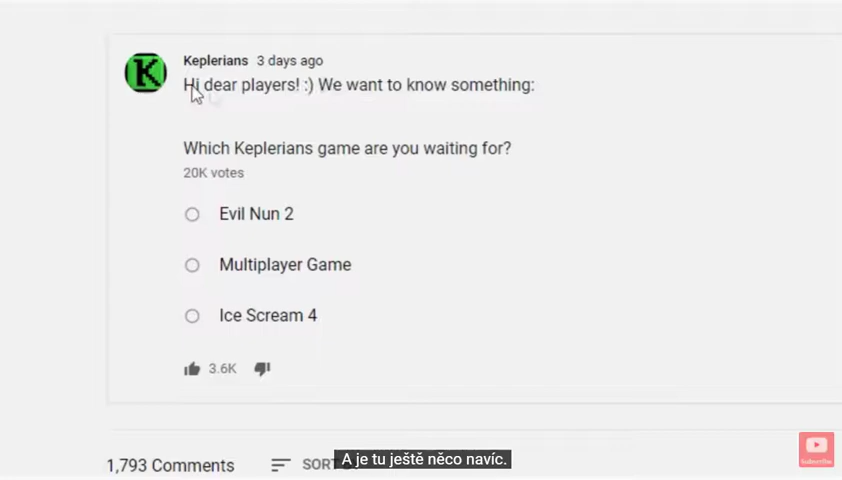 Keplerians 3 days ago
Hi dear players! :) We want to know something:
Which Keplerians game are you waiting for?
20K votes
Evil Nun 2
Multiplayer Game
Ice Scream 4
3.6K
1,793 Comments SORT
A je tu ještě něco navíc.
Subscribe